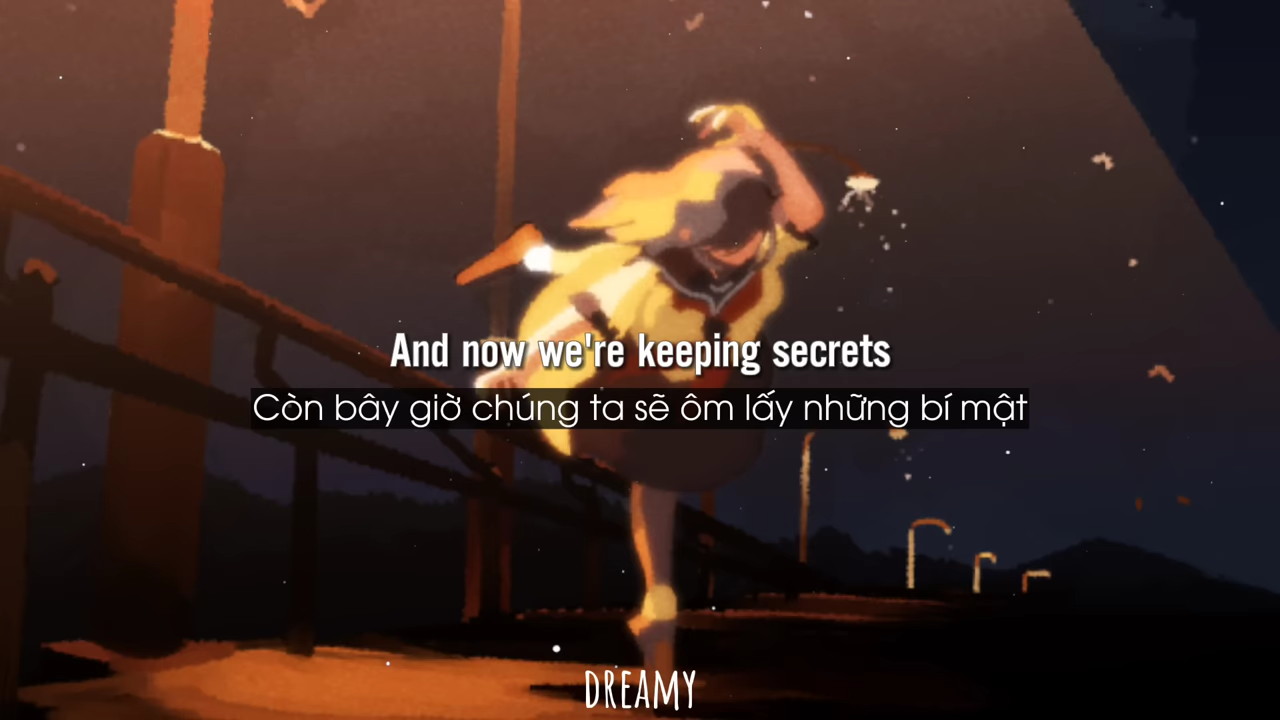 And now we're keeping secrets
Còn bây giờ chúng ta sẽ ôm lấy những bí mật
DREAMY